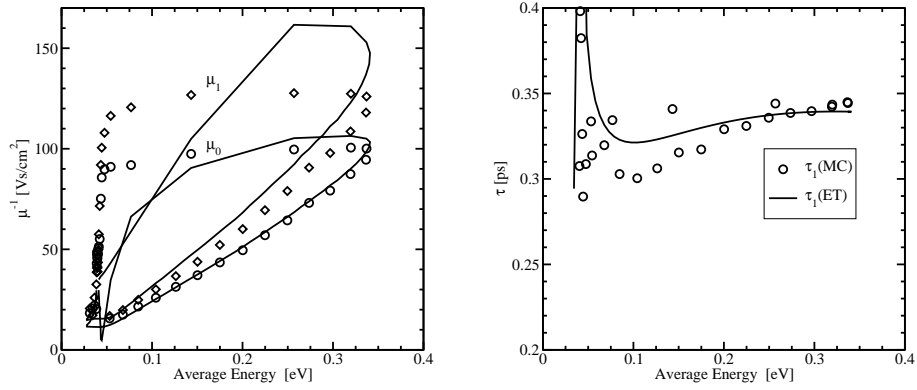 150
100
50
0
μ⁻¹ [Vs/cm²]
μ₁
μ₀
0
0.1
0.2
0.3
0.4
Average Energy [eV]
0.4
0.35
0.3
0.25
0.2
τ [ps]
τ₁(MC)
τ₁(ET)
0
0.1
0.2
0.3
0.4
Average Energy [eV]